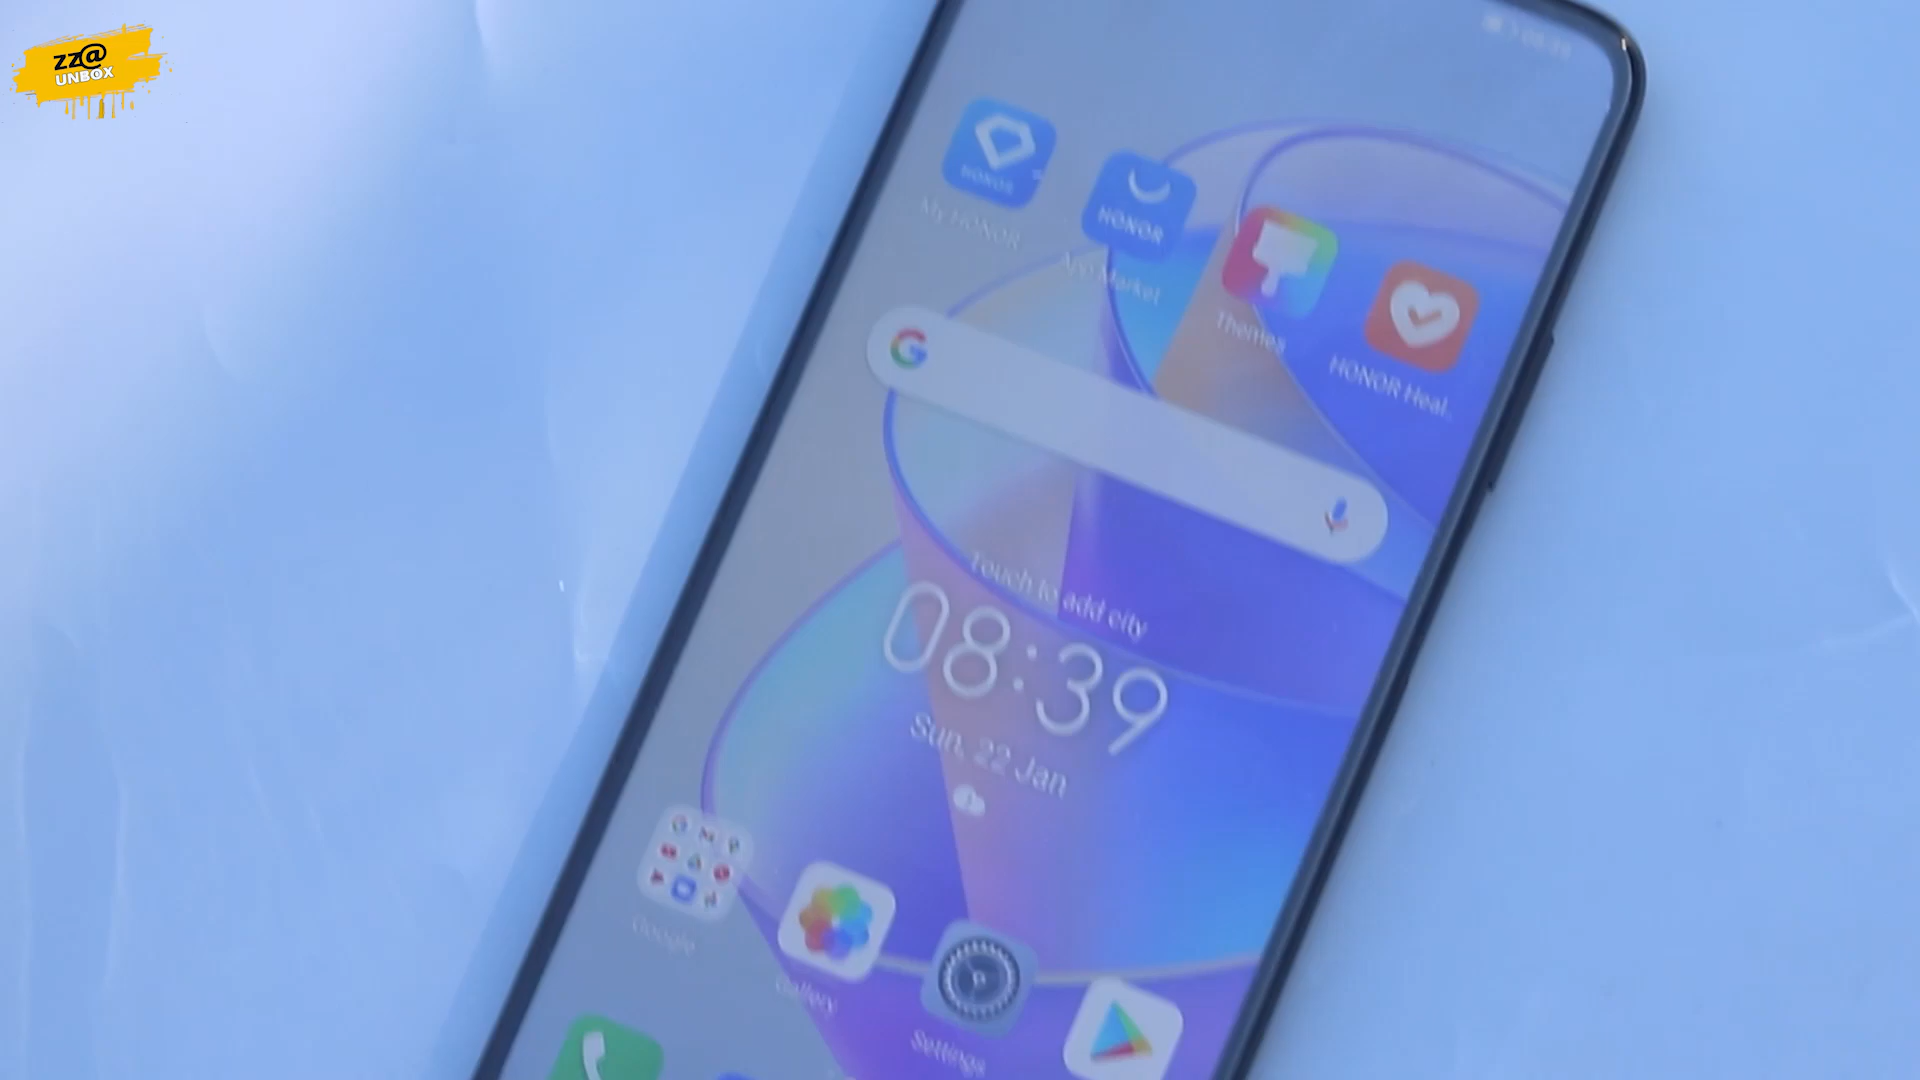 zz@
UNBOX
HONOR
My HONOR
HONOR
App Market
Themes
HONOR Heal..
Touch to add city
08:39
Sun, 22 Jan
Google
Gallery
Settings